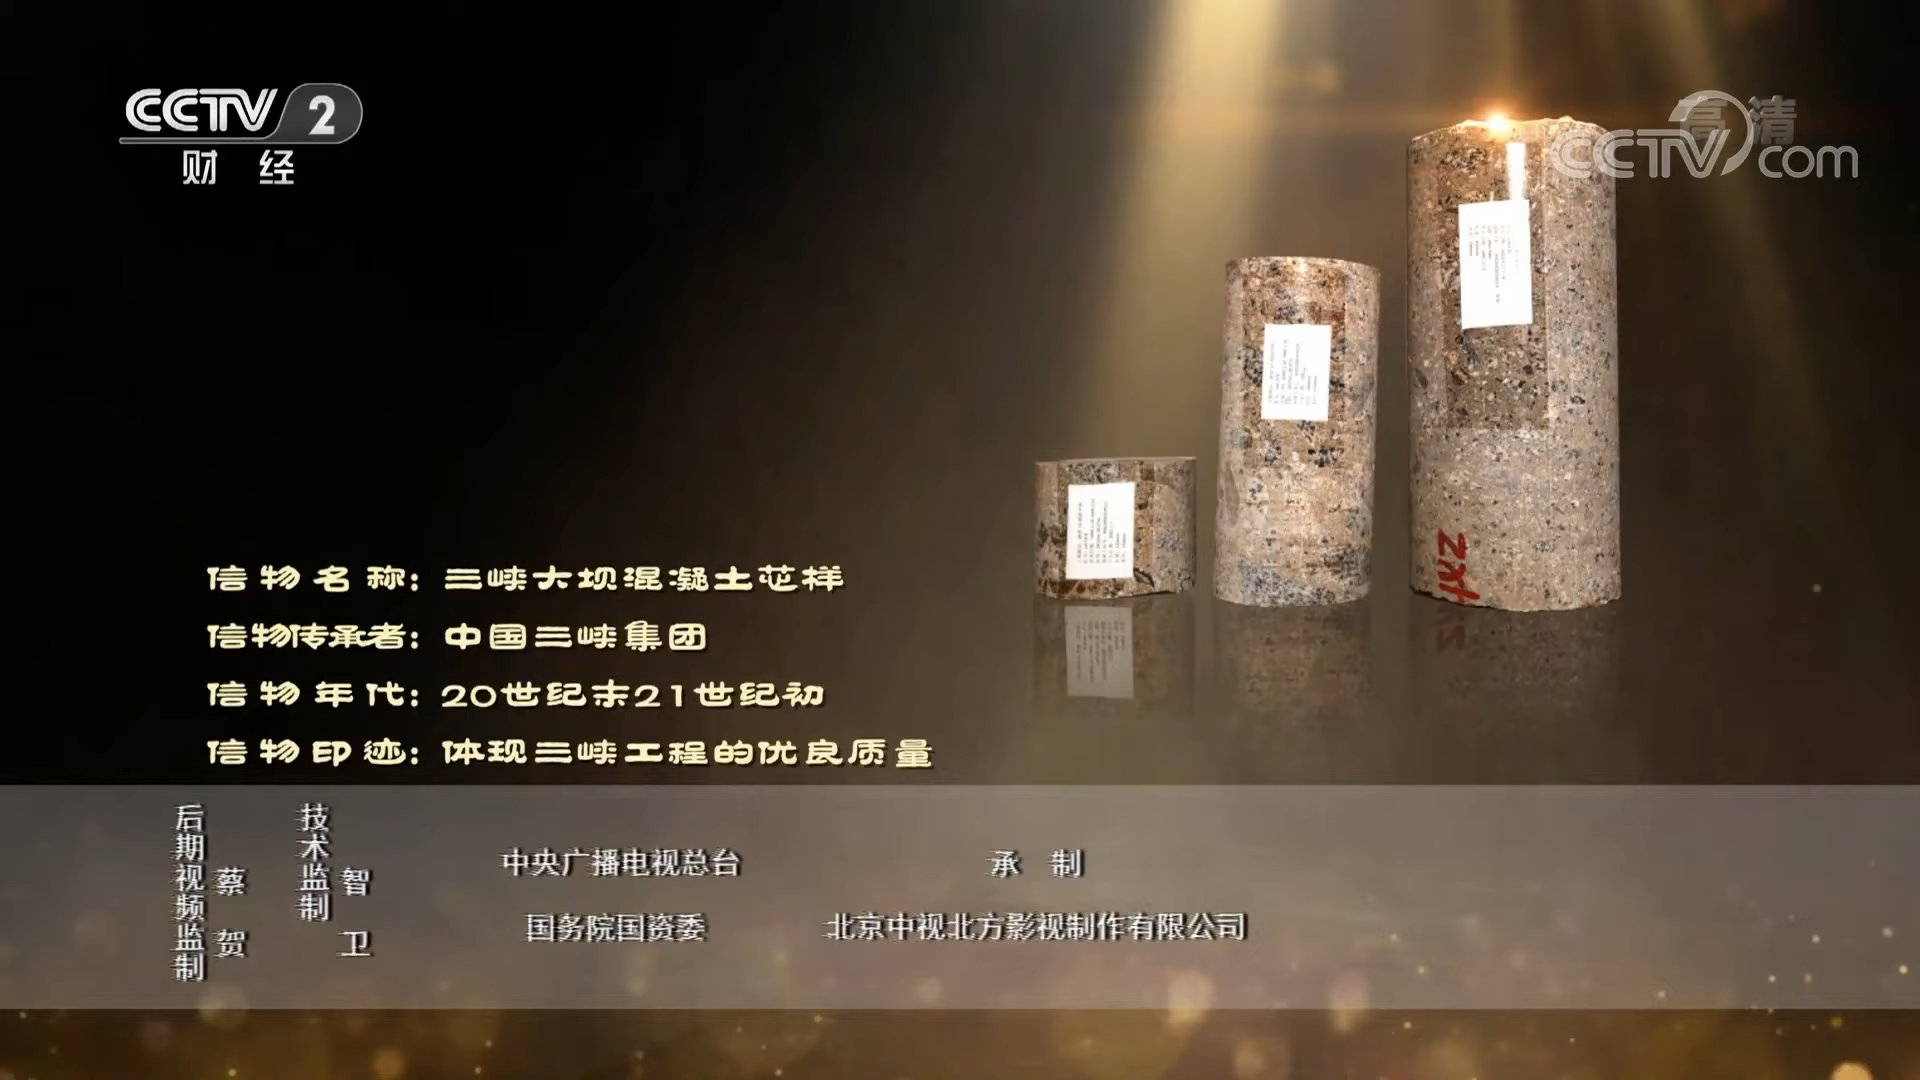 CCTV 2
财 经
高清
CCTV.com
信物名称：三峡大坝混凝土芯样
信物传承者：中国三峡集团
信物年代：20世纪末21世纪初
信物印迹：体现三峡工程的优良质量
后期视频监制
蔡贺
技术监制
智卫
中央广播电视总台
国务院国资委
承 制
北京中视北方影视制作有限公司
ZXf